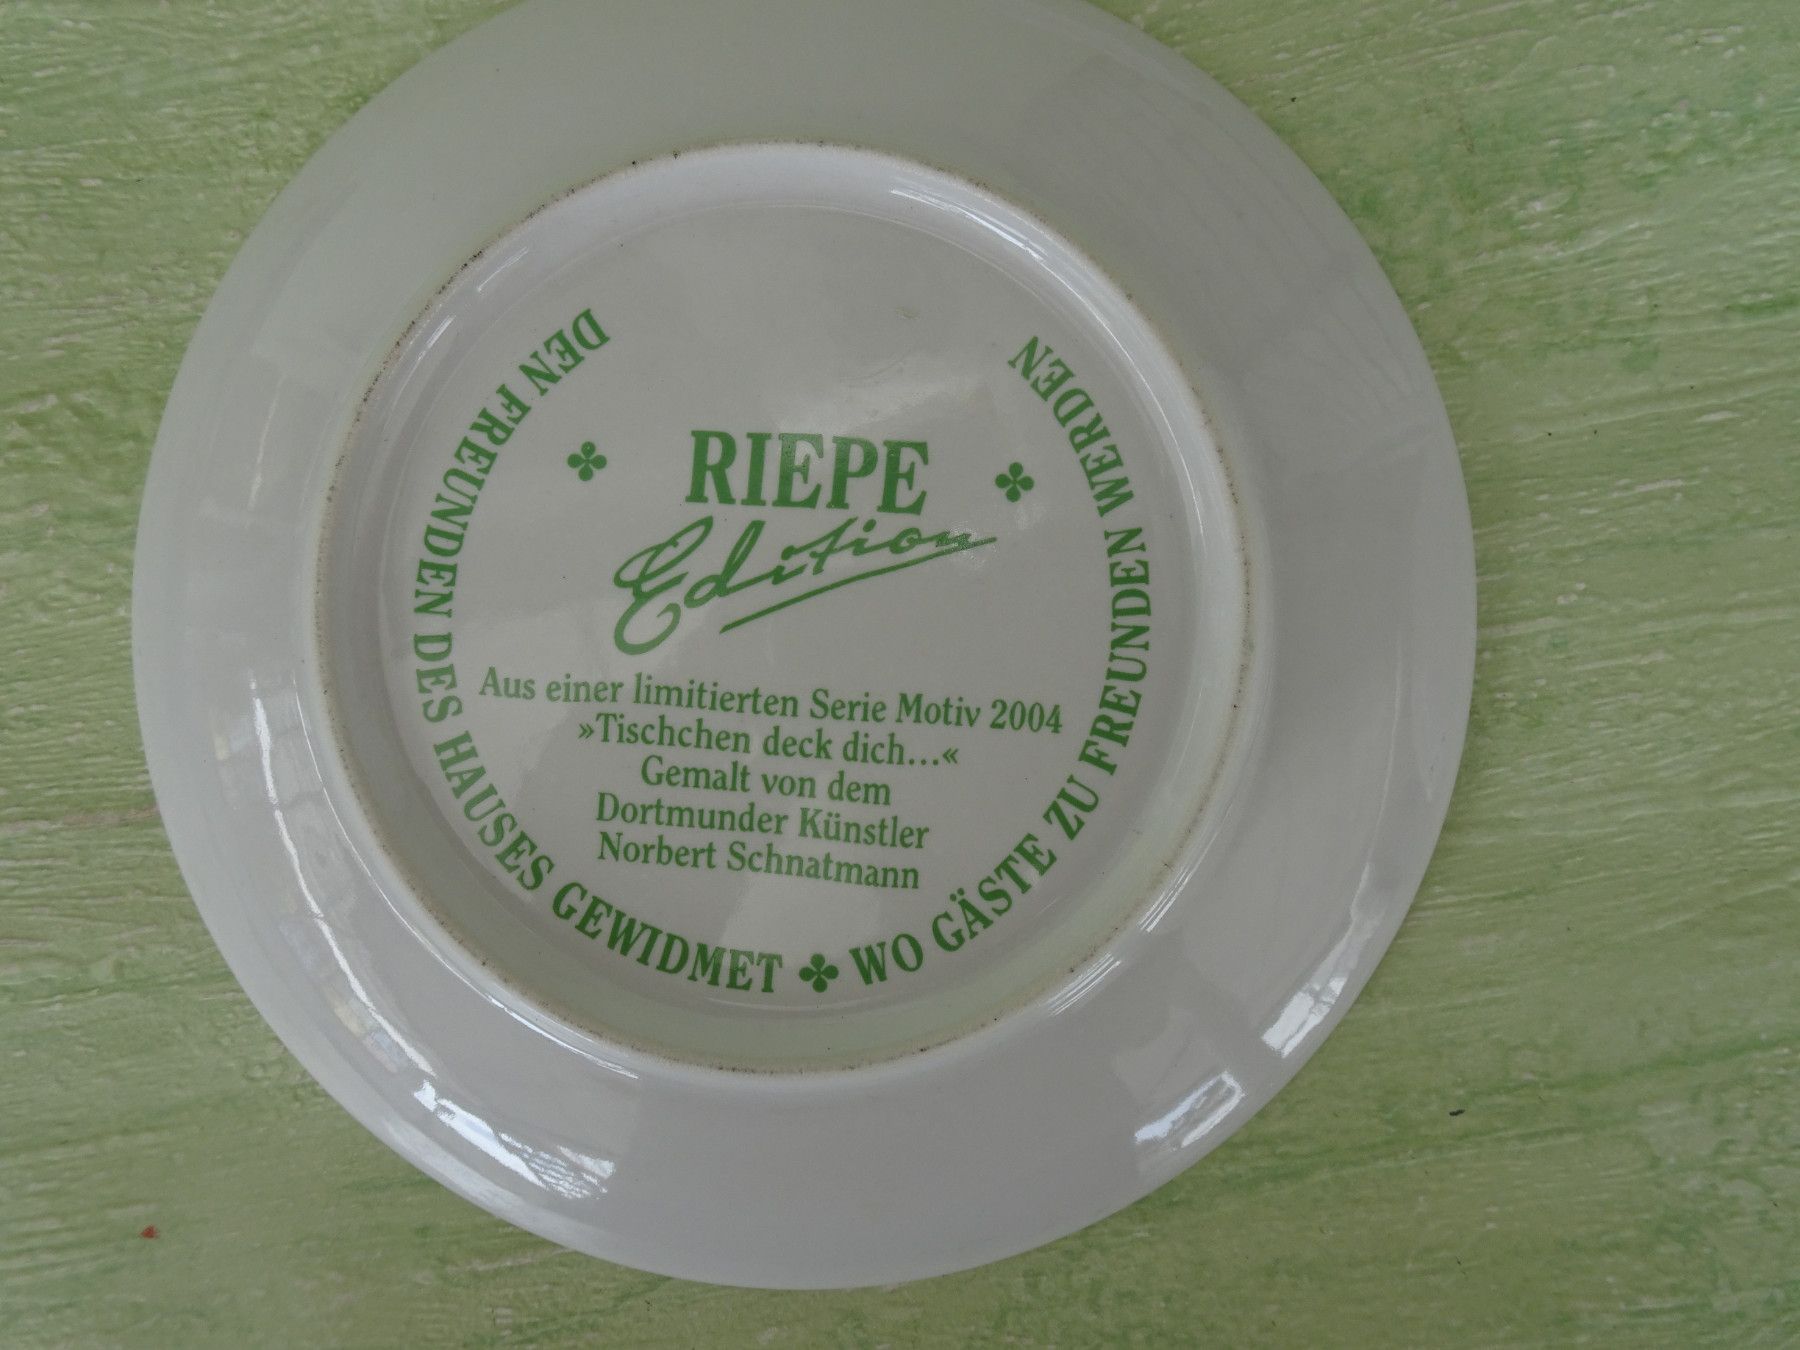 RIEPE
Edition
Aus einer limitierten Serie Motiv 2004
»Tischchen deck dich...«
Gemalt von dem
Dortmunder Künstler
Norbert Schnatmann
DEN FREUNDEN DES HAUSES GEWIDMET ✤ WO GÄSTE ZU FREUNDEN WERDEN